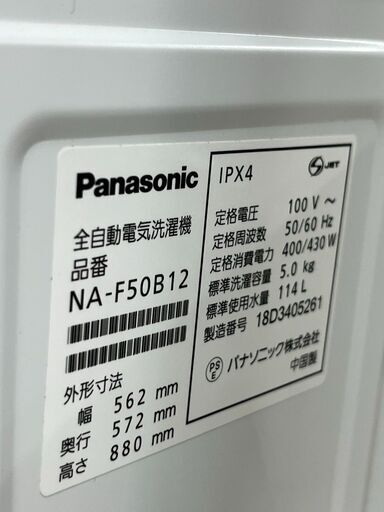 Panasonic
全自動電気洗濯機
品番
NA-F50B12
外形寸法
幅 562 mm
奥行 572 mm
高さ 880 mm
IPX4
S JET
定格電圧 100 V ～
定格周波数 50/60 Hz
定格消費電力 400/430 W
標準洗濯容量 5.0 kg
標準使用水量 114 L
製造番号 18D3405261
PS E パナソニック株式会社
中国製